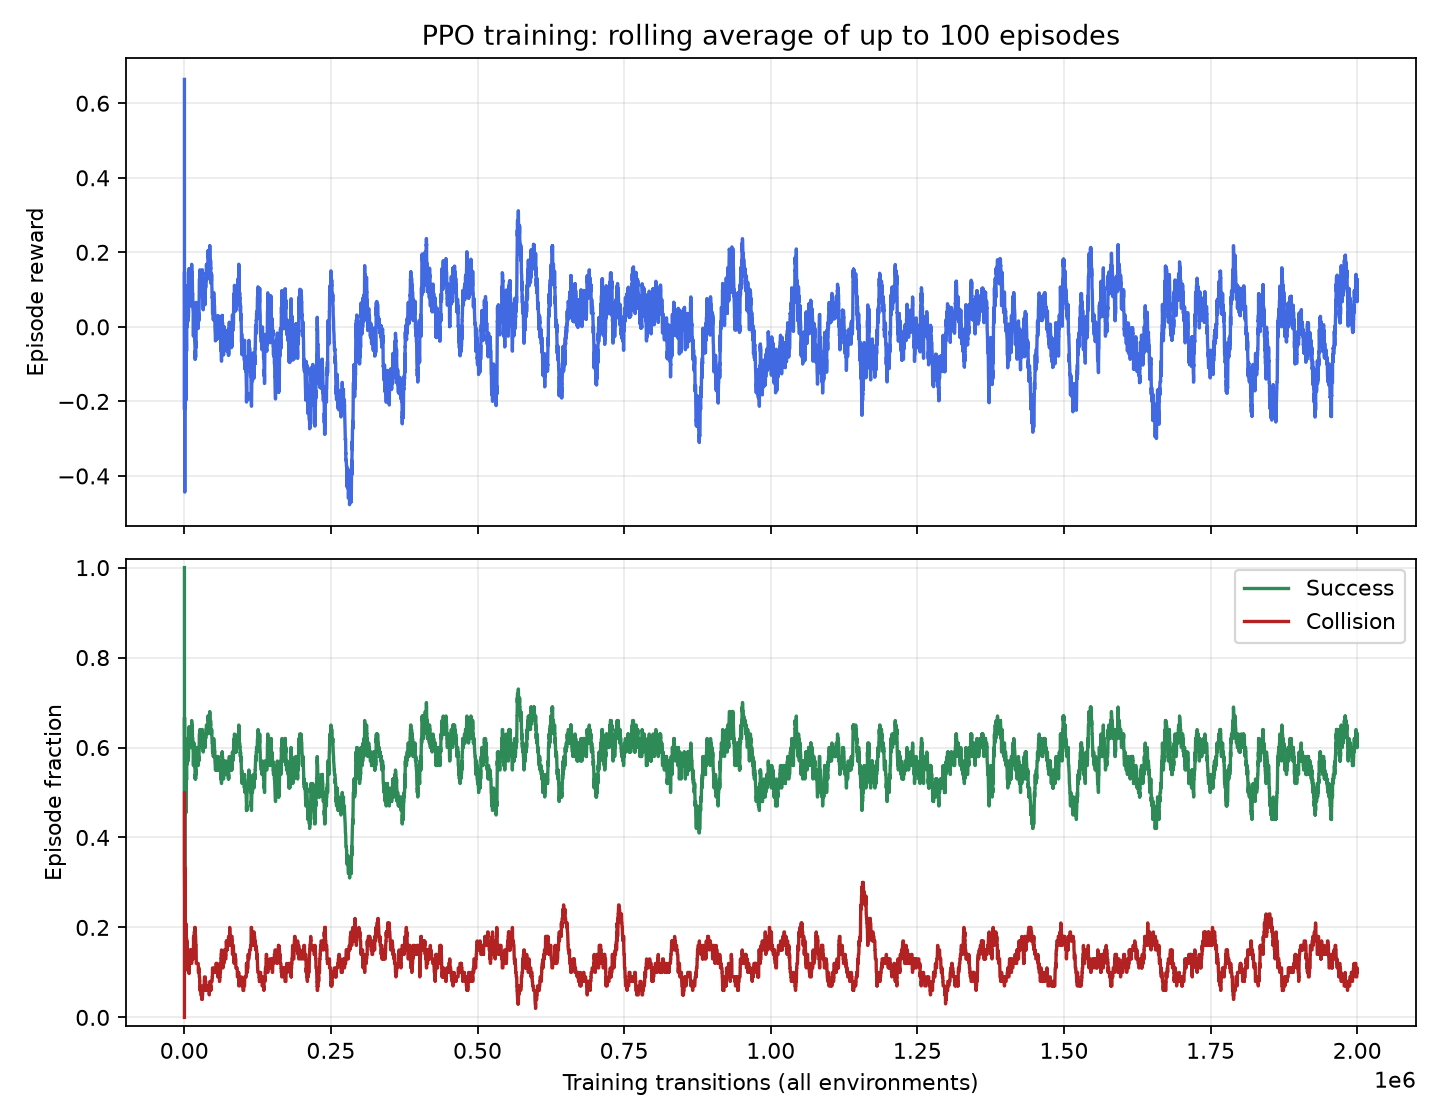 PPO training: rolling average of up to 100 episodes
Episode reward
0.6
0.4
0.2
0.0
−0.2
−0.4
Episode fraction
1.0
0.8
0.6
0.4
0.2
0.0
Success
Collision
0.00 0.25 0.50 0.75 1.00 1.25 1.50 1.75 2.00
1e6
Training transitions (all environments)